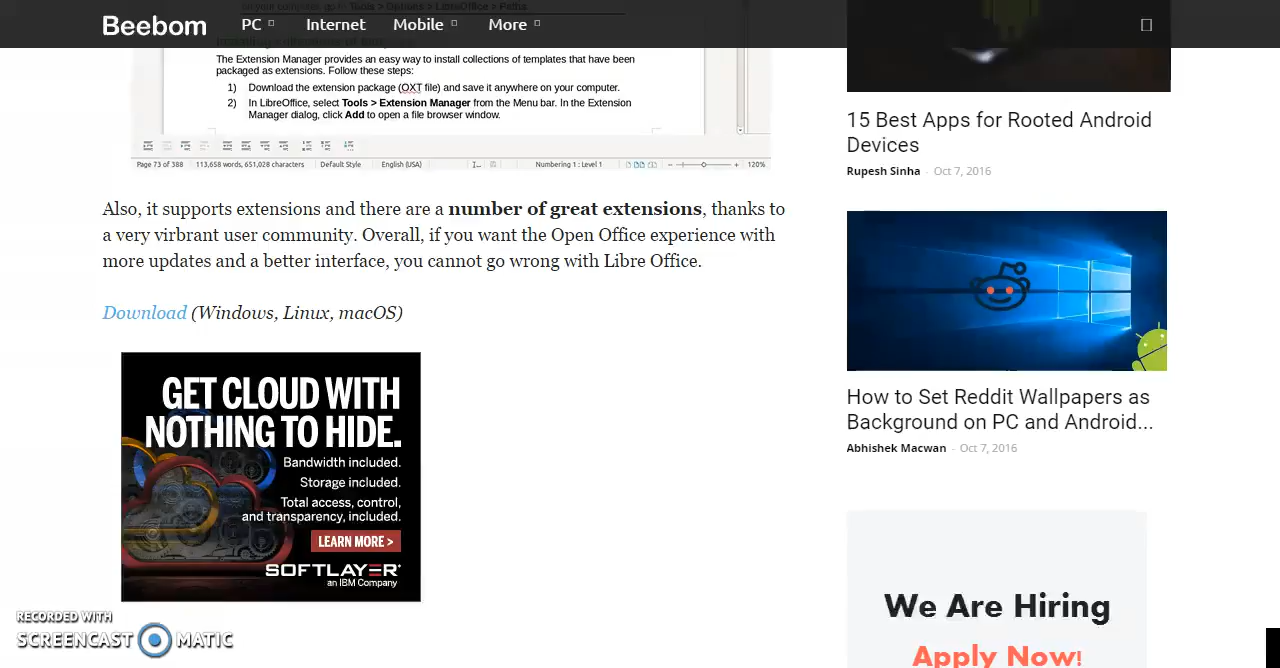 Beebom PC Internet Mobile More
The Extension Manager provides an easy way to install collections of templates that have been
packaged as extensions. Follow these steps:
1) Download the extension package (OXT file) and save it anywhere on your computer.
2) In LibreOffice, select Tools > Extension Manager from the Menu bar. In the Extension
Manager dialog, click Add to open a file browser window.
Page 73 of 388 113,658 words, 651,028 characters Default Style English (USA) Numbering 1 : Level 1 120%
Also, it supports extensions and there are a number of great extensions, thanks to
a very virbrant user community. Overall, if you want the Open Office experience with
more updates and a better interface, you cannot go wrong with Libre Office.
Download (Windows, Linux, macOS)
GET CLOUD WITH
NOTHING TO HIDE.
Bandwidth included.
Storage included.
Total access, control,
and transparency, included.
LEARN MORE >
SOFTLAYER
an IBM Company
15 Best Apps for Rooted Android
Devices
Rupesh Sinha - Oct 7, 2016
How to Set Reddit Wallpapers as
Background on PC and Android...
Abhishek Macwan - Oct 7, 2016
We Are Hiring
Apply Now!
RECORDED WITH
SCREENCAST MATIC